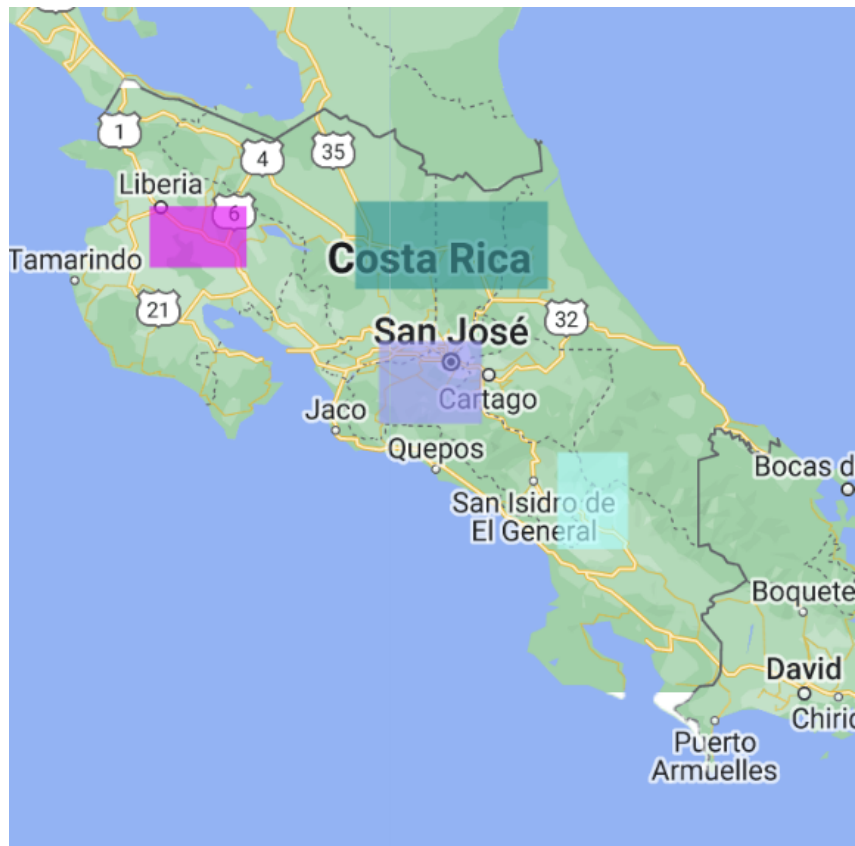 1
4
35
Liberia
6
Tamarindo
Costa Rica
21
San José
32
Cartago
Jaco
Quepos
Bocas d
San Isidro de
El General
Boquete
David
Chiric
Puerto
Armuelles